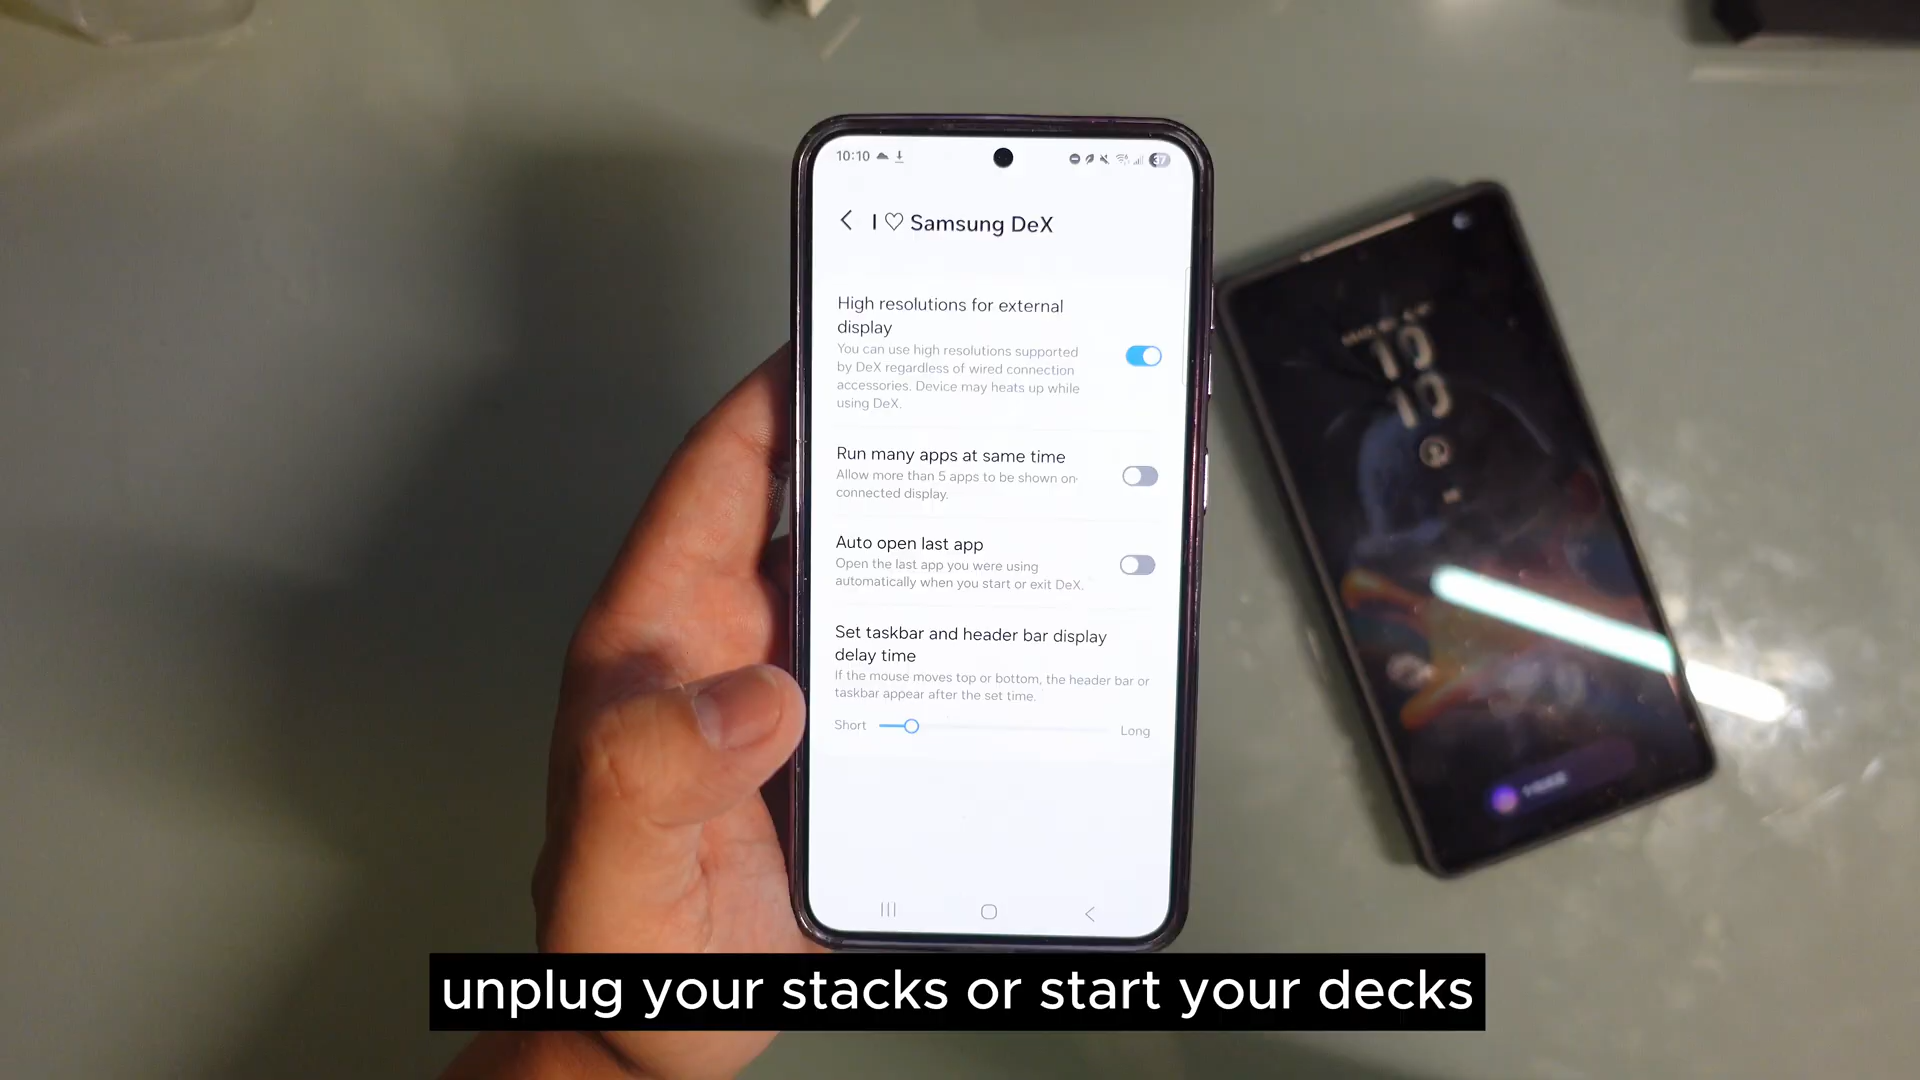 10:10
37
I ♡ Samsung DeX
High resolutions for external
display
You can use high resolutions supported
by DeX regardless of wired connection
accessories. Device may heats up while
using DeX.
Run many apps at same time
Allow more than 5 apps to be shown on
connected display.
Auto open last app
Open the last app you were using
automatically when you start or exit DeX.
Set taskbar and header bar display
delay time
If the mouse moves top or bottom, the header bar or
taskbar appear after the set time.
Short
Long
10
10
unplug your stacks or start your decks